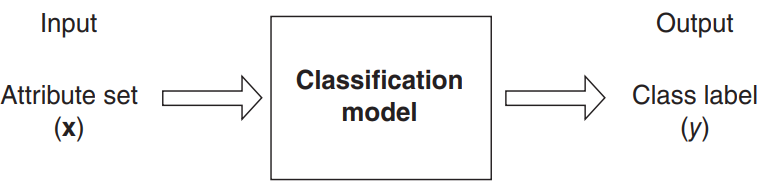 Input
Attribute set
(x)
Classification
model
Output
Class label
(y)